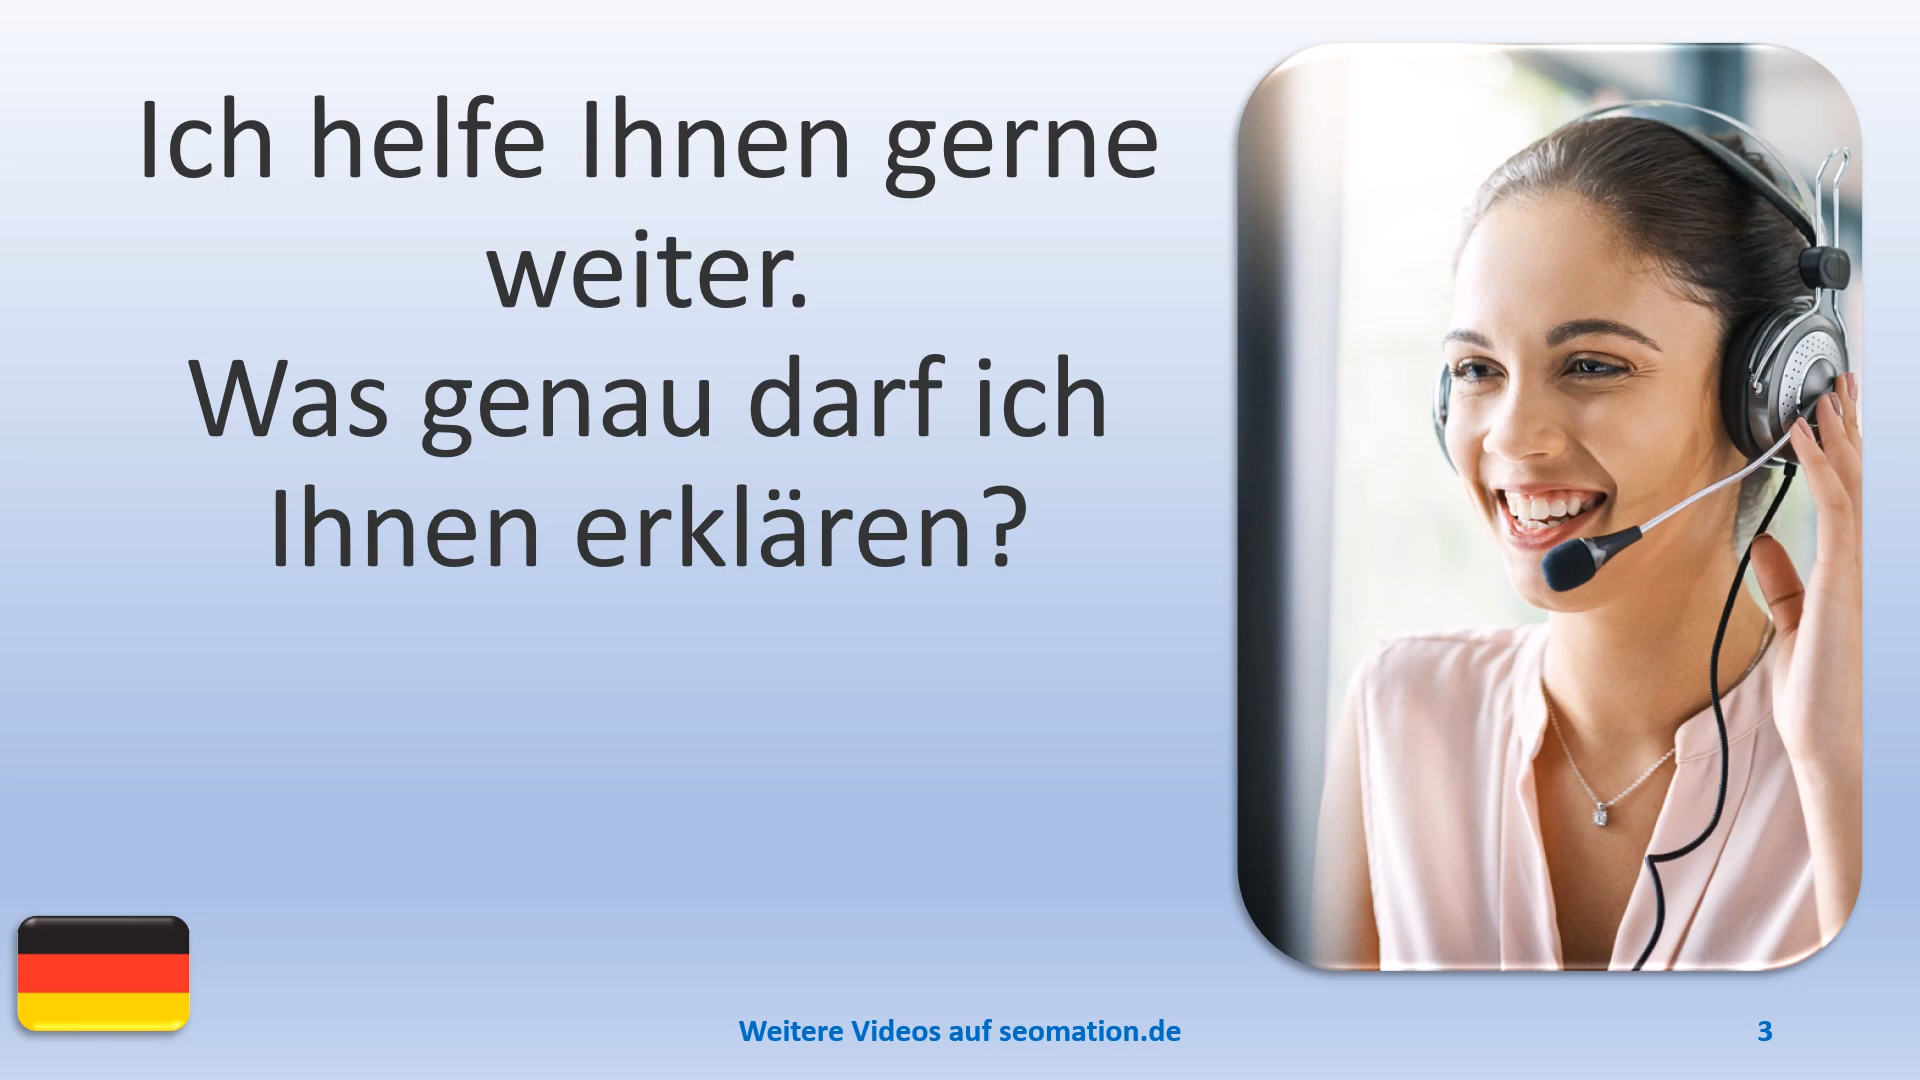 Ich helfe Ihnen gerne
weiter.
Was genau darf ich
Ihnen erklären?
Weitere Videos auf seomation.de
3